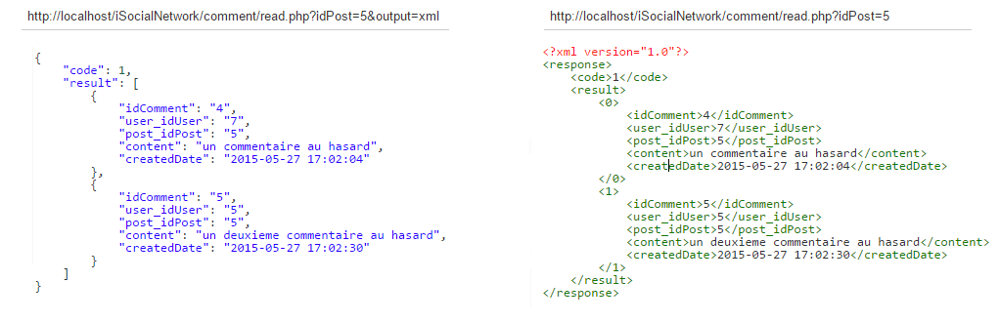 http://localhost/iSocialNetwork/comment/read.php?idPost=5&output=xml
{
"code": 1,
"result": [
{
"idComment": "4",
"user_idUser": "7",
"post_idPost": "5",
"content": "un commentaire au hasard",
"createdDate": "2015-05-27 17:02:04"
},
{
"idComment": "5",
"user_idUser": "5",
"post_idPost": "5",
"content": "un deuxieme commentaire au hasard",
"createdDate": "2015-05-27 17:02:30"
}
]
}
http://localhost/iSocialNetwork/comment/read.php?idPost=5
<?xml version="1.0"?>
<response>
<code>1</code>
<result>
<0>
<idComment>4</idComment>
<user_idUser>7</user_idUser>
<post_idPost>5</post_idPost>
<content>un commentaire au hasard</content>
<createdDate>2015-05-27 17:02:04</createdDate>
</0>
<1>
<idComment>5</idComment>
<user_idUser>5</user_idUser>
<post_idPost>5</post_idPost>
<content>un deuxieme commentaire au hasard</content>
<createdDate>2015-05-27 17:02:30</createdDate>
</1>
</result>
</response>